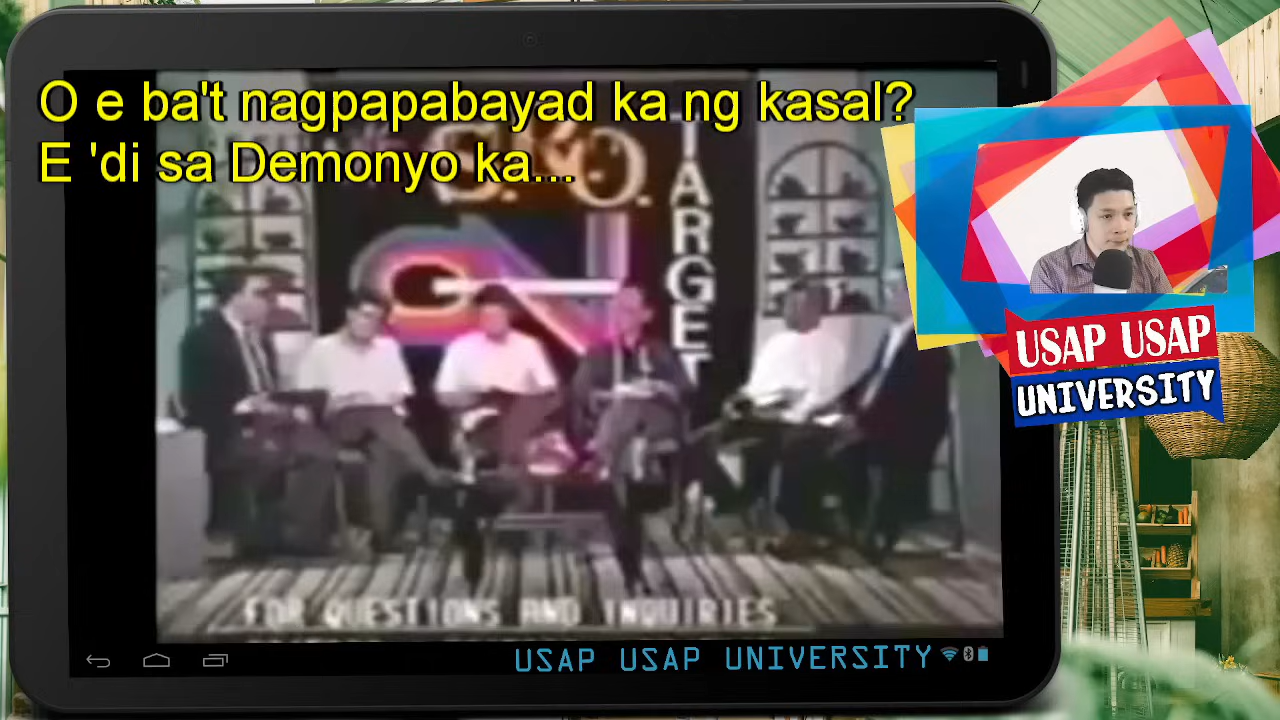 O e ba't nagpapabayad ka ng kasal?
E 'di sa Demonyo ka...
S.O.
TARGET
FOR QUESTIONS AND INQUIRIES
USAP USAP UNIVERSITY
USAP USAP
UNIVERSITY